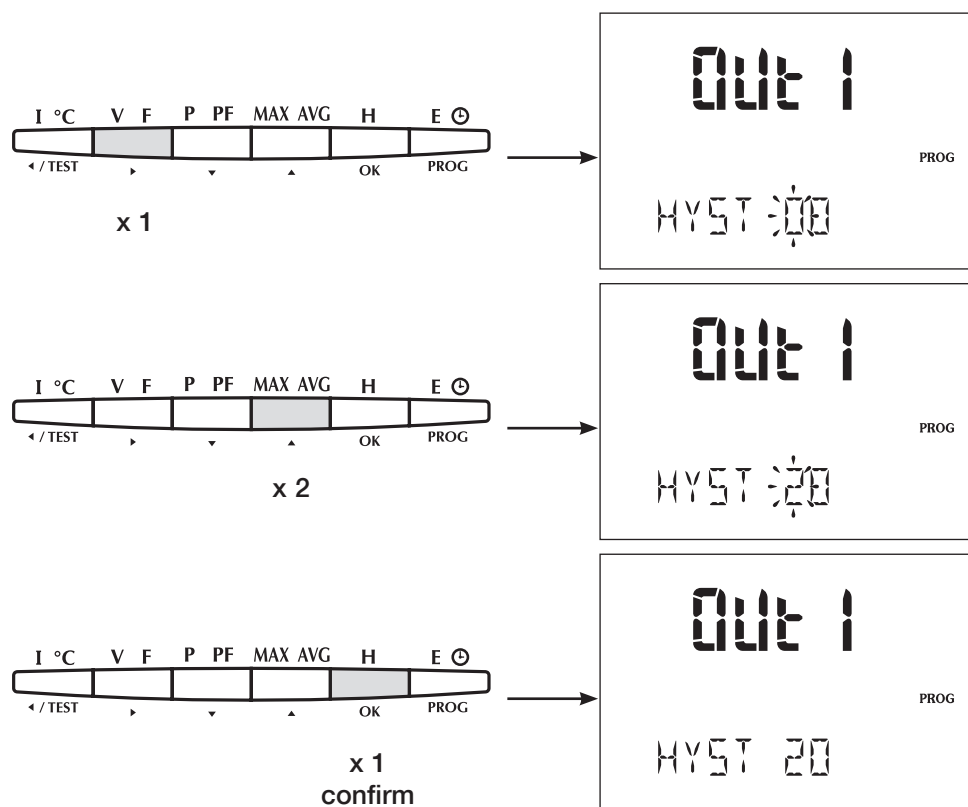 Out 1
I °C V F P PF MAX AVG H E
PROG
/ TEST OK PROG
x 1
HYST 00
Out 1
I °C V F P PF MAX AVG H E
PROG
/ TEST OK PROG
x 2
HYST 20
Out 1
I °C V F P PF MAX AVG H E
PROG
/ TEST OK PROG
x 1
confirm
HYST 20